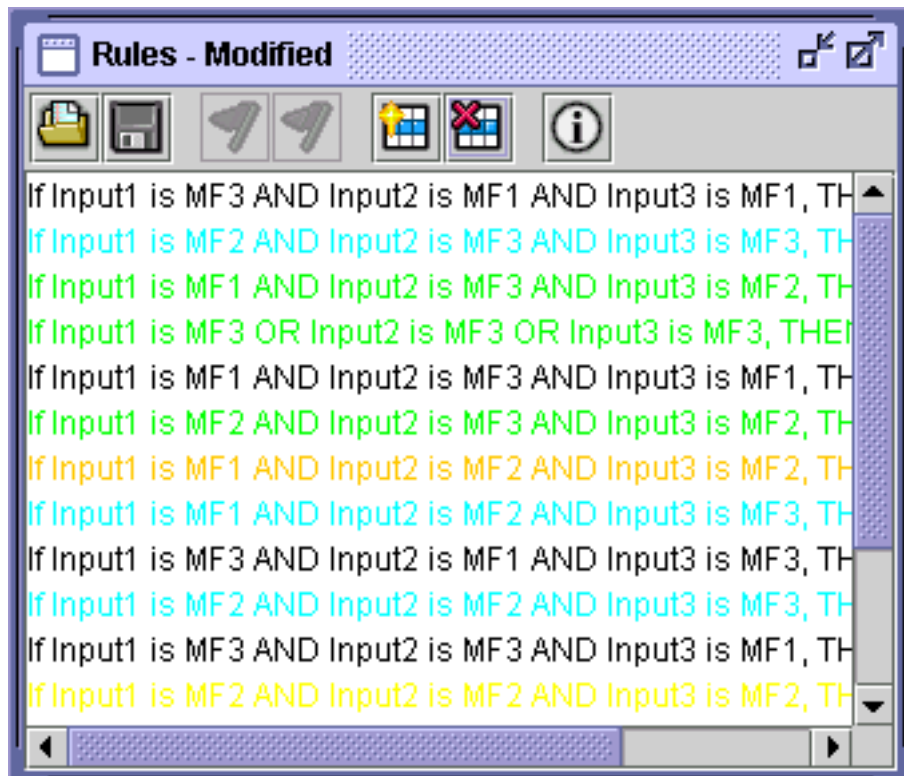 Rules - Modified
If Input1 is MF3 AND Input2 is MF1 AND Input3 is MF1, TH
If Input1 is MF2 AND Input2 is MF3 AND Input3 is MF3, TH
If Input1 is MF1 AND Input2 is MF3 AND Input3 is MF2, TH
If Input1 is MF3 OR Input2 is MF3 OR Input3 is MF3, THEN
If Input1 is MF1 AND Input2 is MF3 AND Input3 is MF1, TH
If Input1 is MF2 AND Input2 is MF3 AND Input3 is MF2, TH
If Input1 is MF1 AND Input2 is MF2 AND Input3 is MF2, TH
If Input1 is MF1 AND Input2 is MF2 AND Input3 is MF3, TH
If Input1 is MF3 AND Input2 is MF1 AND Input3 is MF3, TH
If Input1 is MF2 AND Input2 is MF2 AND Input3 is MF3, TH
If Input1 is MF3 AND Input2 is MF3 AND Input3 is MF1, TH
If Input1 is MF2 AND Input2 is MF2 AND Input3 is MF2, TH